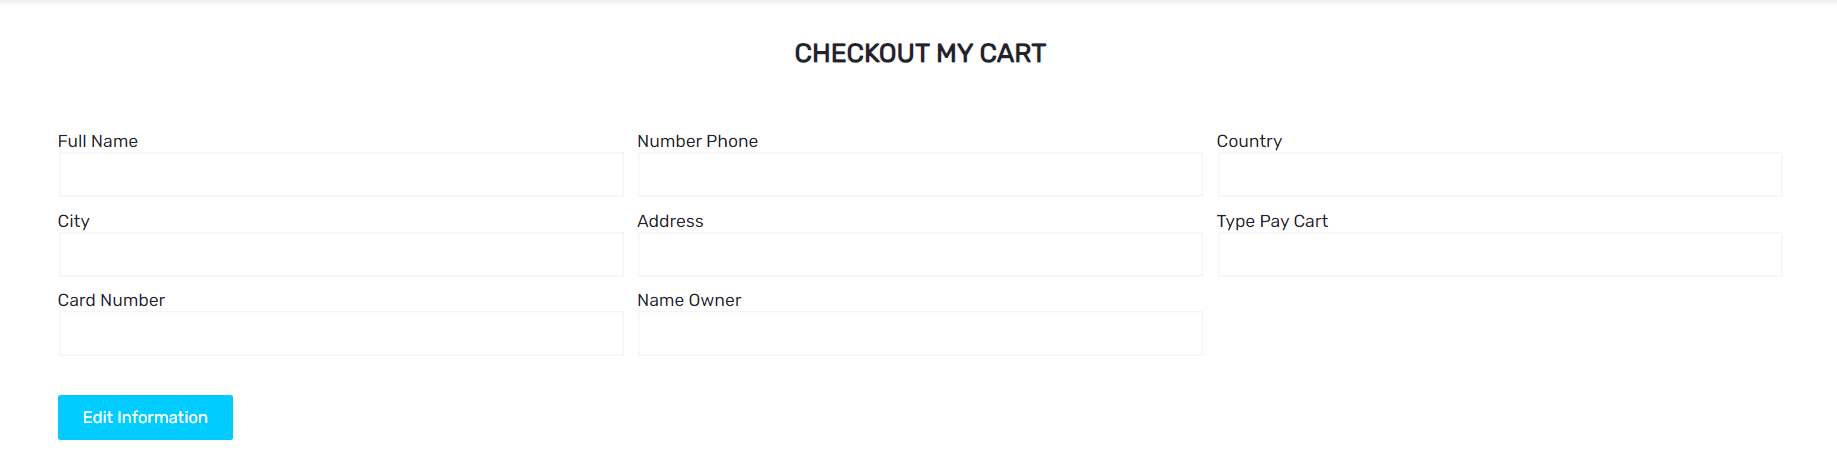 CHECKOUT MY CART
Full Name
Number Phone
Country
City
Address
Type Pay Cart
Card Number
Name Owner
Edit Information